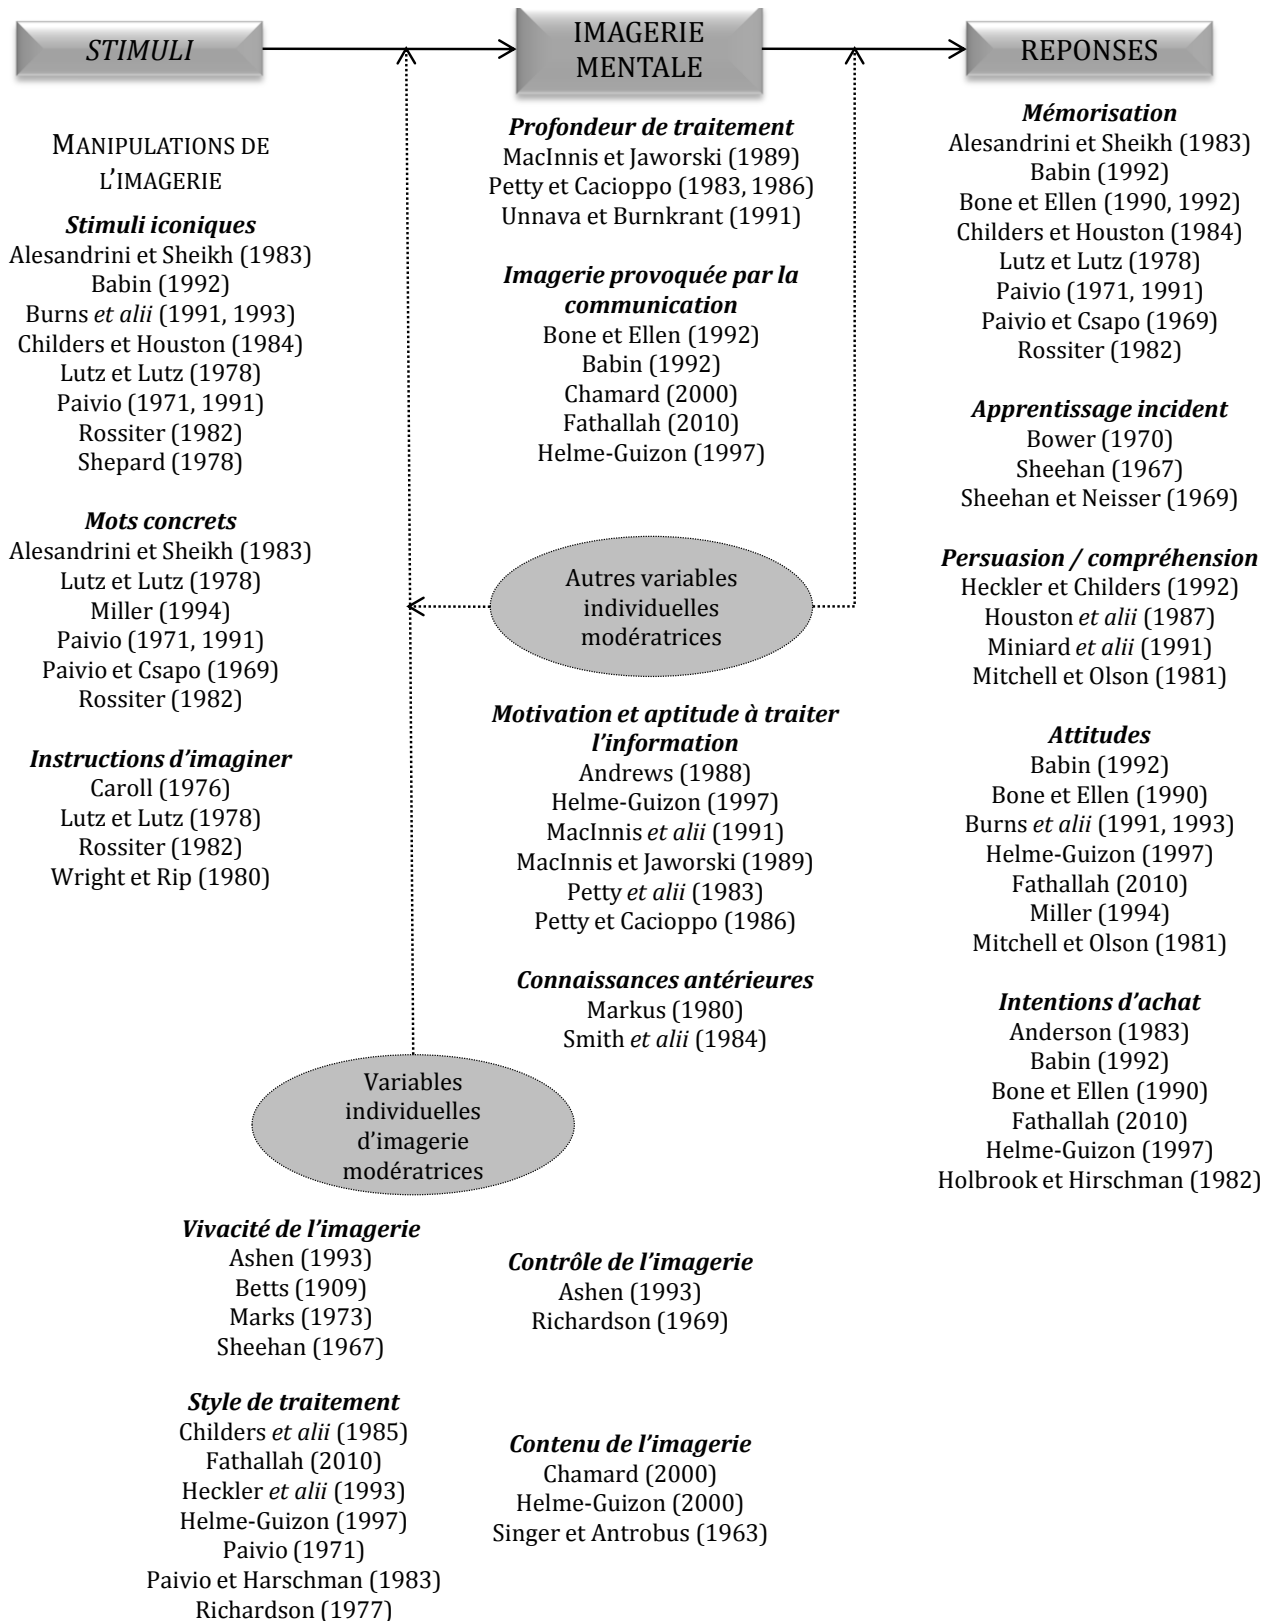 STIMULI
IMAGERIE
MENTALE
REPONSES
MANIPULATIONS DE
L’IMAGERIE
Stimuli iconiques
Alesandrini et Sheikh (1983)
Babin (1992)
Burns et alii (1991, 1993)
Childers et Houston (1984)
Lutz et Lutz (1978)
Paivio (1971, 1991)
Rossiter (1982)
Shepard (1978)
Mots concrets
Alesandrini et Sheikh (1983)
Lutz et Lutz (1978)
Miller (1994)
Paivio (1971, 1991)
Paivio et Csapo (1969)
Rossiter (1982)
Instructions d’imaginer
Caroll (1976)
Lutz et Lutz (1978)
Rossiter (1982)
Wright et Rip (1980)
Profondeur de traitement
MacInnis et Jaworski (1989)
Petty et Cacioppo (1983, 1986)
Unnava et Burnkrant (1991)
Imagerie provoquée par la
communication
Bone et Ellen (1992)
Babin (1992)
Chamard (2000)
Fathallah (2010)
Helme-Guizon (1997)
Autres variables
individuelles
modératrices
Motivation et aptitude à traiter
l’information
Andrews (1988)
Helme-Guizon (1997)
MacInnis et alii (1991)
MacInnis et Jaworski (1989)
Petty et alii (1983)
Petty et Cacioppo (1986)
Connaissances antérieures
Markus (1980)
Smith et alii (1984)
Mémorisation
Alesandrini et Sheikh (1983)
Babin (1992)
Bone et Ellen (1990, 1992)
Childers et Houston (1984)
Lutz et Lutz (1978)
Paivio (1971, 1991)
Paivio et Csapo (1969)
Rossiter (1982)
Apprentissage incident
Bower (1970)
Sheehan (1967)
Sheehan et Neisser (1969)
Persuasion / compréhension
Heckler et Childers (1992)
Houston et alii (1987)
Miniard et alii (1991)
Mitchell et Olson (1981)
Attitudes
Babin (1992)
Bone et Ellen (1990)
Burns et alii (1991, 1993)
Helme-Guizon (1997)
Fathallah (2010)
Miller (1994)
Mitchell et Olson (1981)
Intentions d’achat
Anderson (1983)
Babin (1992)
Bone et Ellen (1990)
Fathallah (2010)
Helme-Guizon (1997)
Holbrook et Hirschman (1982)
Variables
individuelles
d’imagerie
modératrices
Vivacité de l’imagerie
Ashen (1993)
Betts (1909)
Marks (1973)
Sheehan (1967)
Contrôle de l’imagerie
Ashen (1993)
Richardson (1969)
Style de traitement
Childers et alii (1985)
Fathallah (2010)
Heckler et alii (1993)
Helme-Guizon (1997)
Paivio (1971)
Paivio et Harschman (1983)
Richardson (1977)
Contenu de l’imagerie
Chamard (2000)
Helme-Guizon (2000)
Singer et Antrobus (1963)